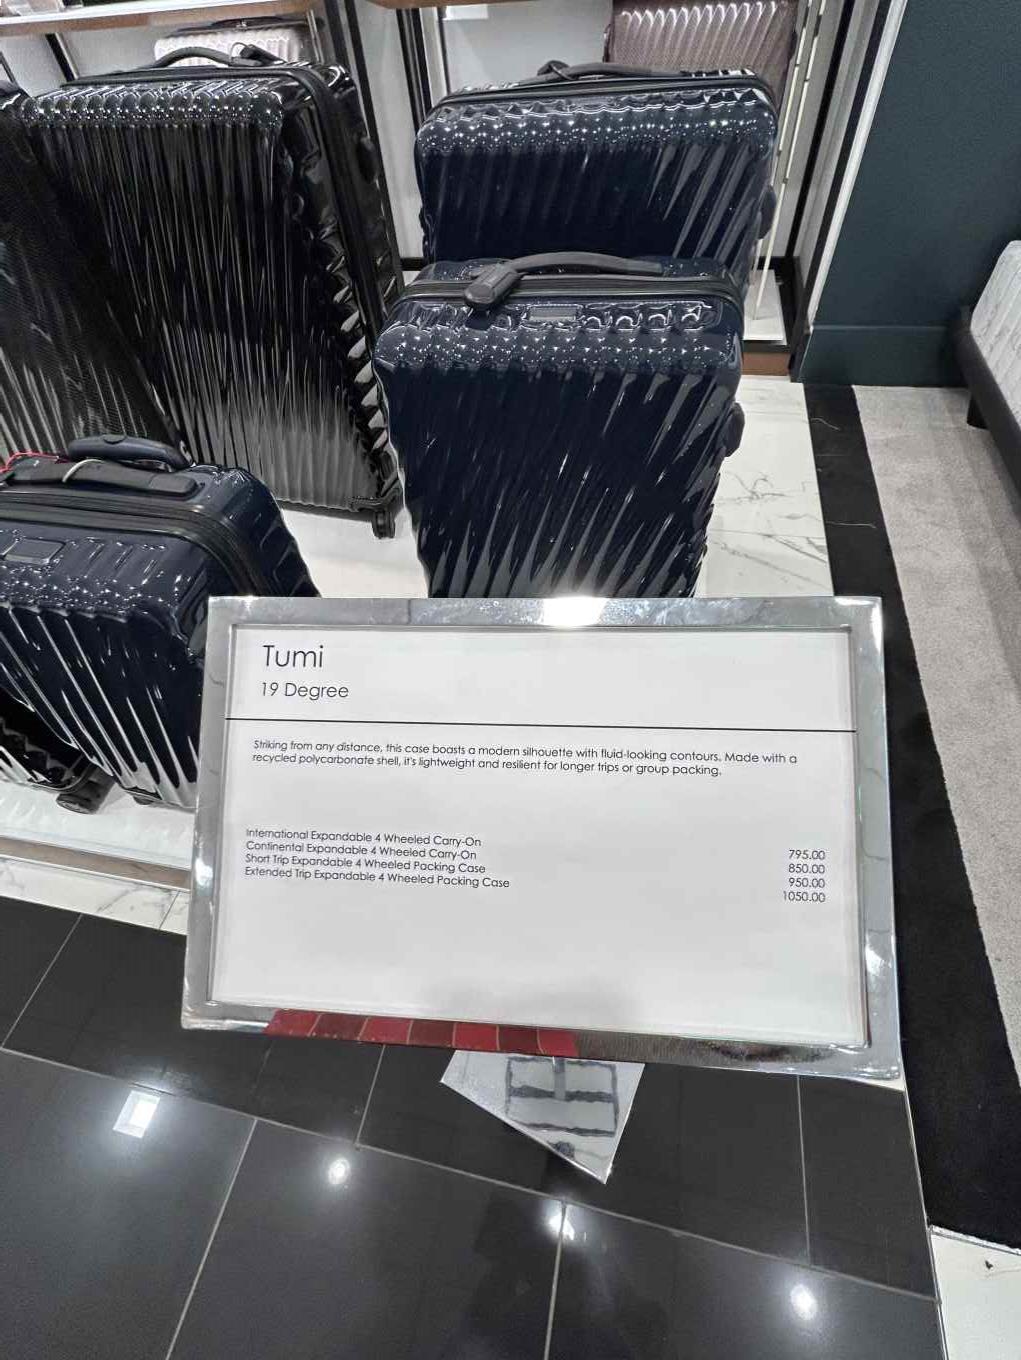 Tumi
19 Degree
Striking from any distance, this case boasts a modern silhouette with fluid-looking contours. Made with a
recycled polycarbonate shell, it's lightweight and resilient for longer trips or group packing.
International Expandable 4 Wheeled Carry-On 795.00
Continental Expandable 4 Wheeled Carry-On 850.00
Short Trip Expandable 4 Wheeled Packing Case 950.00
Extended Trip Expandable 4 Wheeled Packing Case 1050.00